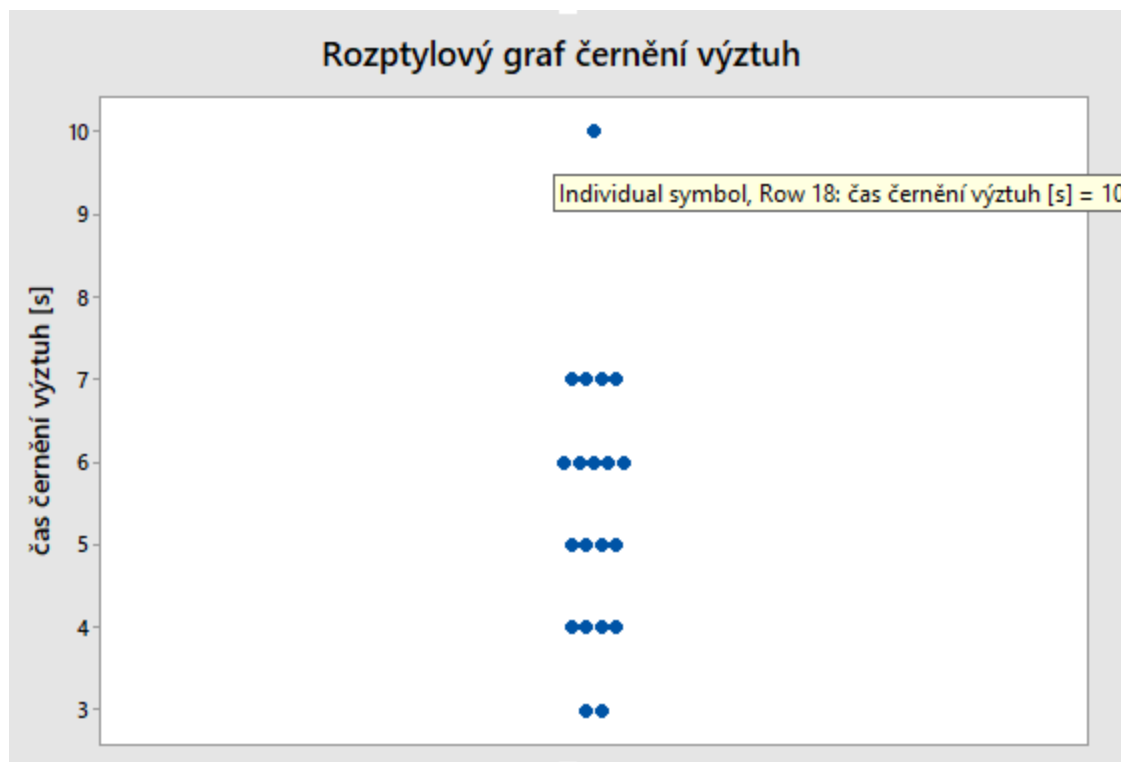 Rozptylový graf černění výztuh
10
Individual symbol, Row 18: čas černění výztuh [s] = 10
9
8
7
6
5
4
3
čas černění výztuh [s]